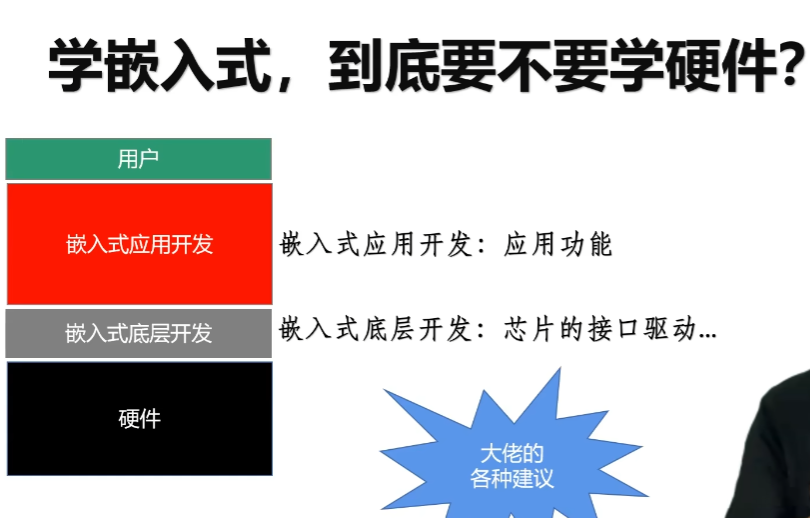 学嵌入式，到底要不要学硬件？
用户
嵌入式应用开发
嵌入式应用开发：应用功能
嵌入式底层开发
嵌入式底层开发：芯片的接口驱动...
硬件
大佬的
各种建议